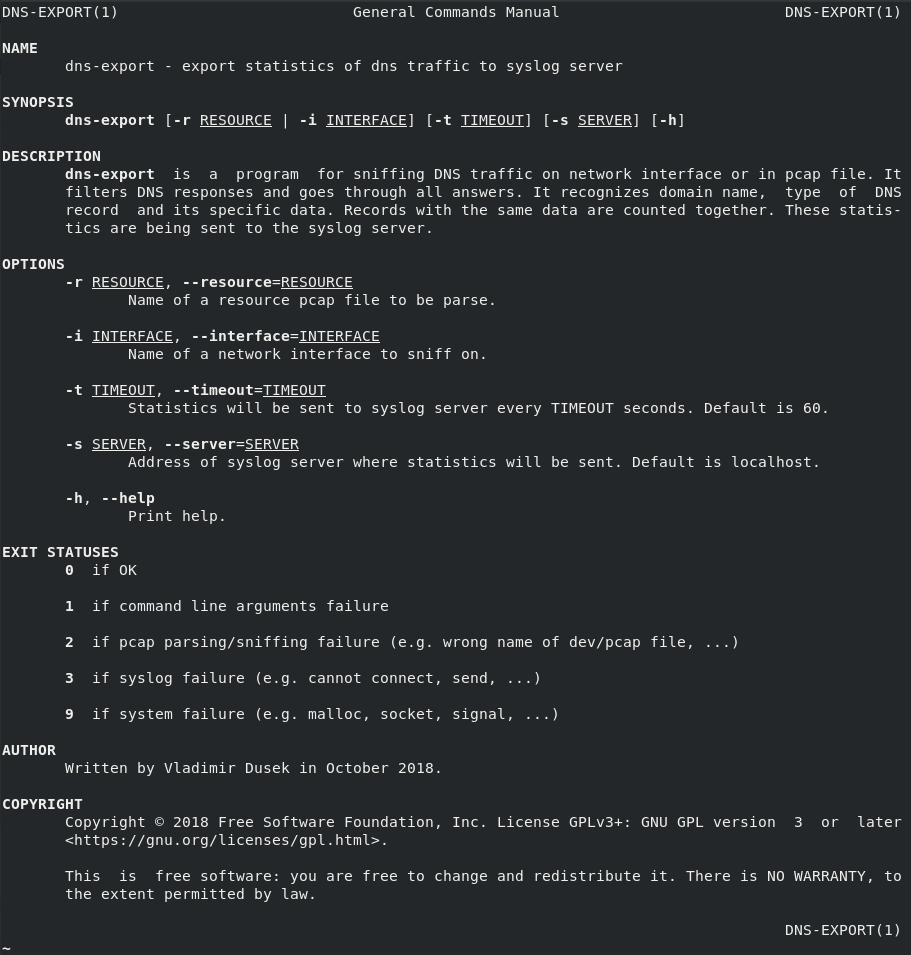 DNS-EXPORT(1) General Commands Manual DNS-EXPORT(1)
NAME
dns-export - export statistics of dns traffic to syslog server
SYNOPSIS
dns-export [-r RESOURCE | -i INTERFACE] [-t TIMEOUT] [-s SERVER] [-h]
DESCRIPTION
dns-export is a program for sniffing DNS traffic on network interface or in pcap file. It
filters DNS responses and goes through all answers. It recognizes domain name, type of DNS
record and its specific data. Records with the same data are counted together. These statis-
tics are being sent to the syslog server.
OPTIONS
-r RESOURCE, --resource=RESOURCE
Name of a resource pcap file to be parse.
-i INTERFACE, --interface=INTERFACE
Name of a network interface to sniff on.
-t TIMEOUT, --timeout=TIMEOUT
Statistics will be sent to syslog server every TIMEOUT seconds. Default is 60.
-s SERVER, --server=SERVER
Address of syslog server where statistics will be sent. Default is localhost.
-h, --help
Print help.
EXIT STATUSES
0 if OK
1 if command line arguments failure
2 if pcap parsing/sniffing failure (e.g. wrong name of dev/pcap file, ...)
3 if syslog failure (e.g. cannot connect, send, ...)
9 if system failure (e.g. malloc, socket, signal, ...)
AUTHOR
Written by Vladimir Dusek in October 2018.
COPYRIGHT
Copyright © 2018 Free Software Foundation, Inc. License GPLv3+: GNU GPL version 3 or later
<https://gnu.org/licenses/gpl.html>.
This is free software: you are free to change and redistribute it. There is NO WARRANTY, to
the extent permitted by law.
DNS-EXPORT(1)
~